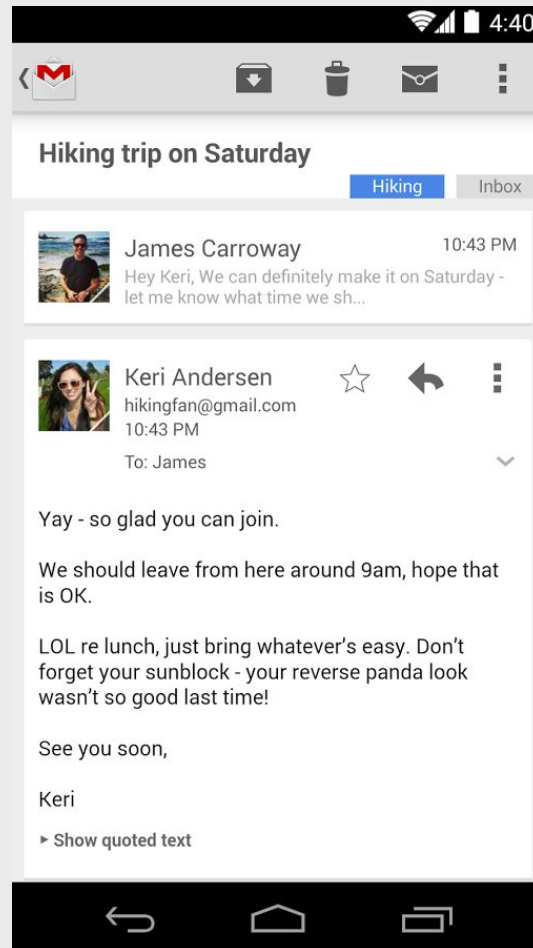 4:40
Hiking trip on Saturday
Hiking Inbox
James Carroway 10:43 PM
Hey Keri, We can definitely make it on Saturday -
let me know what time we sh...
Keri Andersen
hikingfan@gmail.com
10:43 PM
To: James
Yay - so glad you can join.
We should leave from here around 9am, hope that
is OK.
LOL re lunch, just bring whatever’s easy. Don’t
forget your sunblock - your reverse panda look
wasn’t so good last time!
See you soon,
Keri
Show quoted text